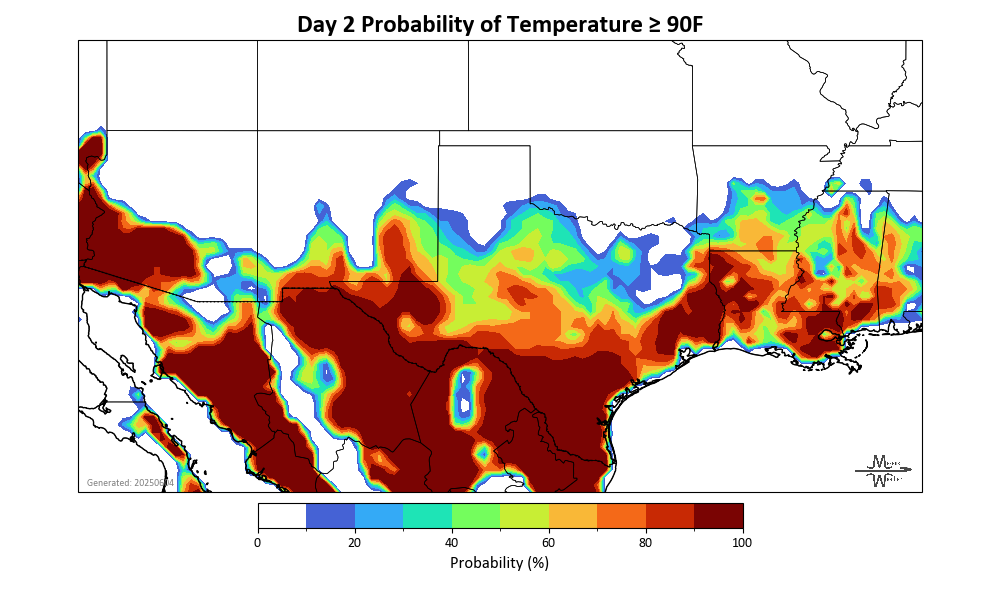 Day 2 Probability of Temperature ≥ 90F
Generated: 20250604
0 20 40 60 80 100
Probability (%)